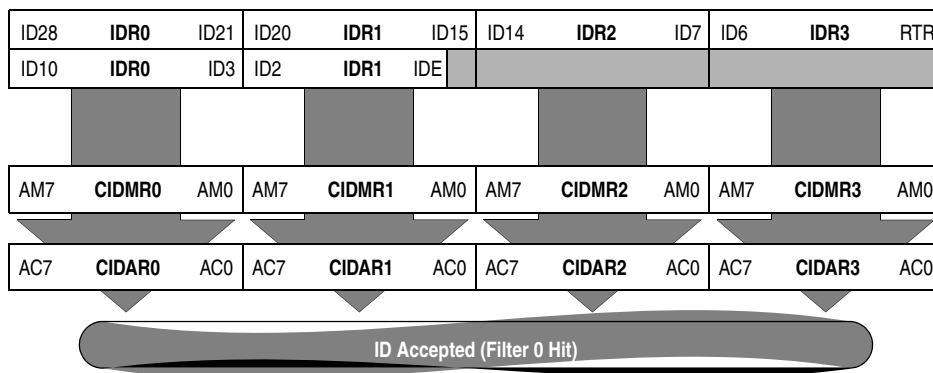 ID28 IDR0 ID21 ID20 IDR1 ID15 ID14 IDR2 ID7 ID6 IDR3 RTR
ID10 IDR0 ID3 ID2 IDR1 IDE
AM7 CIDMR0 AM0 AM7 CIDMR1 AM0 AM7 CIDMR2 AM0 AM7 CIDMR3 AM0
AC7 CIDAR0 AC0 AC7 CIDAR1 AC0 AC7 CIDAR2 AC0 AC7 CIDAR3 AC0
ID Accepted (Filter 0 Hit)